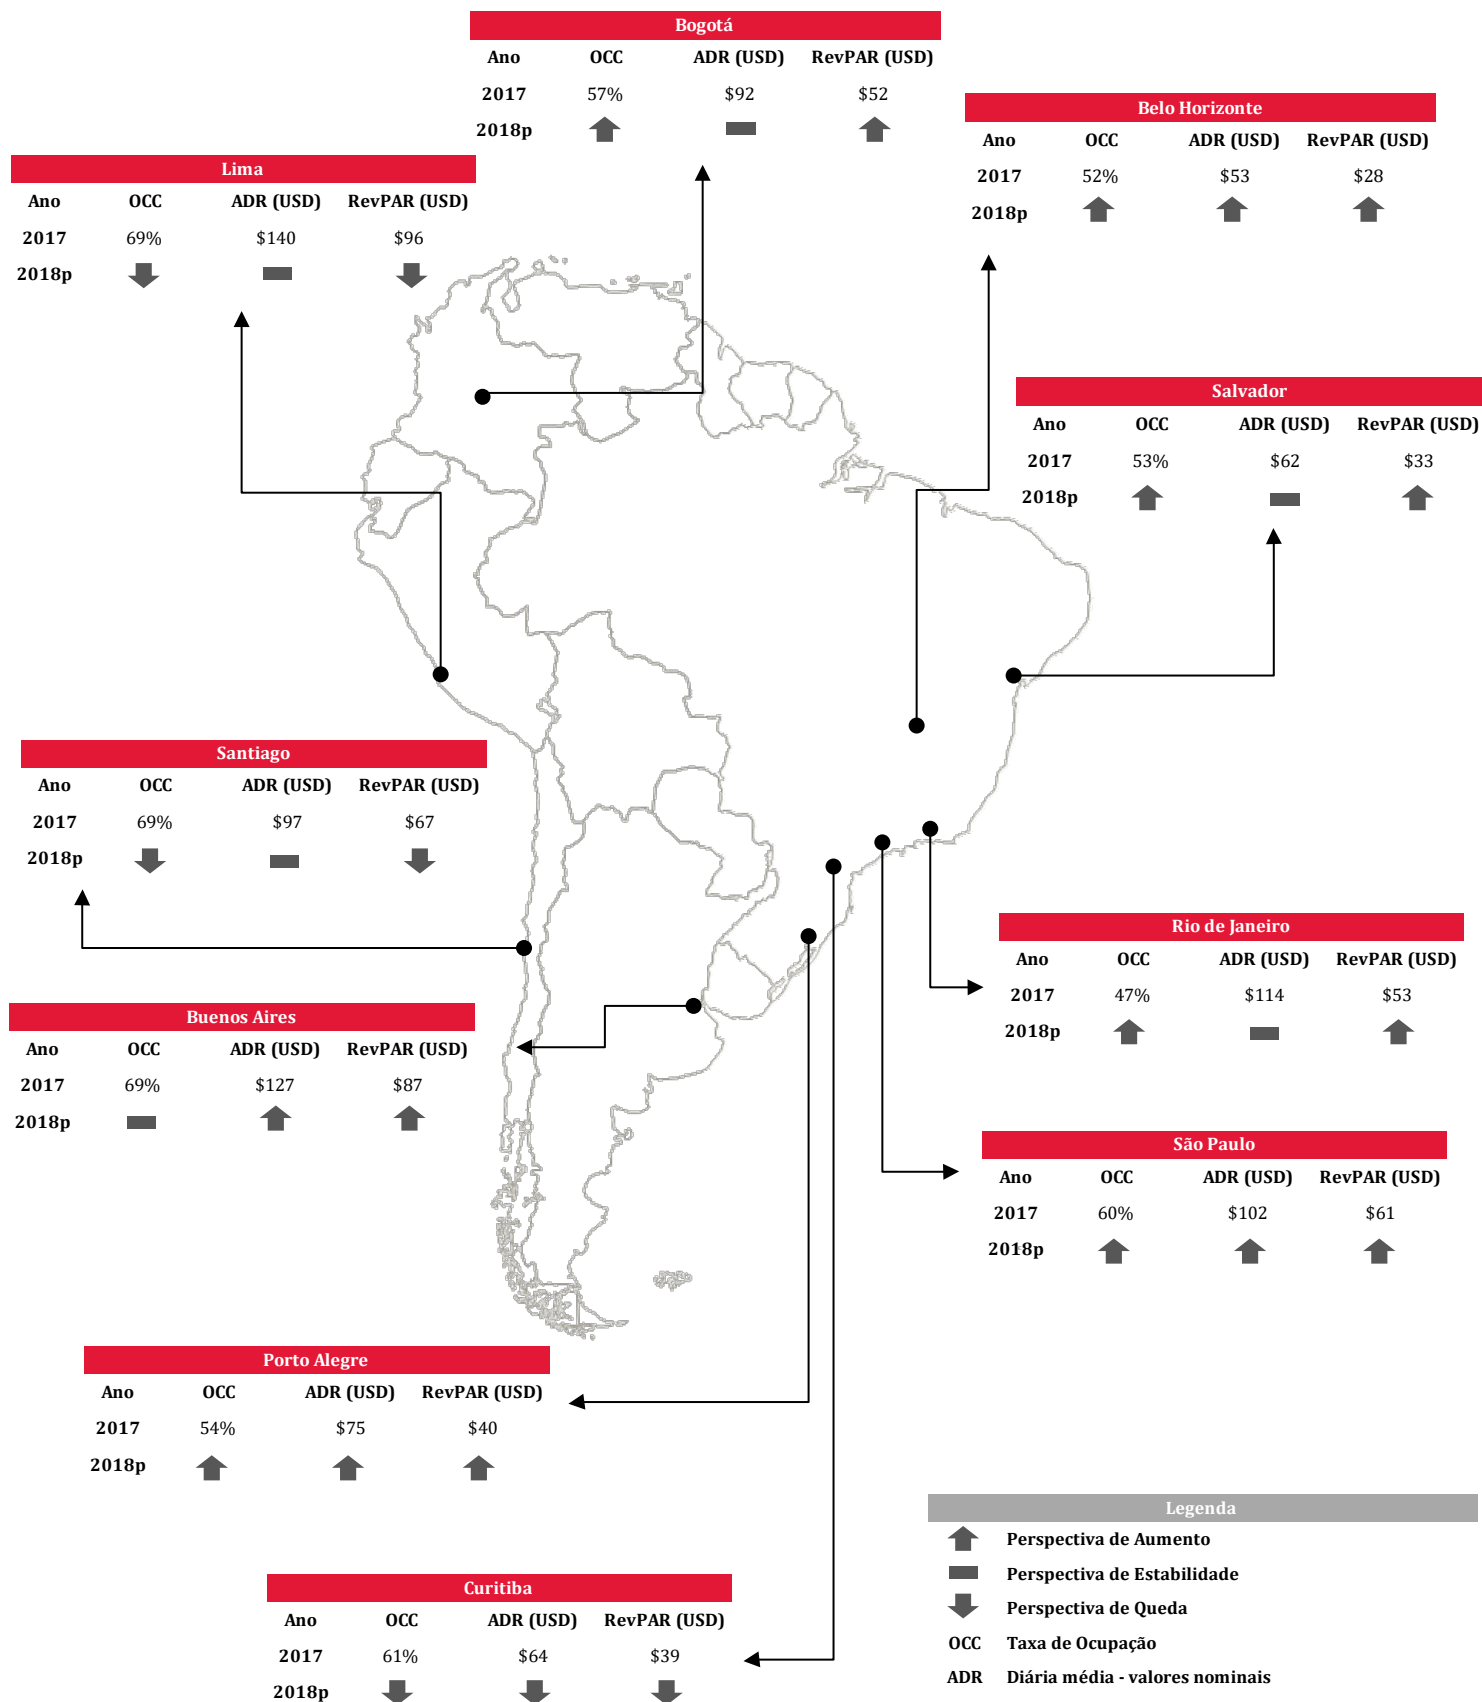 Bogotá
Ano OCC ADR (USD) RevPAR (USD)
2017 57% $92 $52
2018p
Belo Horizonte
Ano OCC ADR (USD) RevPAR (USD)
2017 52% $53 $28
2018p
Lima
Ano OCC ADR (USD) RevPAR (USD)
2017 69% $140 $96
2018p
Salvador
Ano OCC ADR (USD) RevPAR (USD)
2017 53% $62 $33
2018p
Santiago
Ano OCC ADR (USD) RevPAR (USD)
2017 69% $97 $67
2018p
Rio de Janeiro
Ano OCC ADR (USD) RevPAR (USD)
2017 47% $114 $53
2018p
Buenos Aires
Ano OCC ADR (USD) RevPAR (USD)
2017 69% $127 $87
2018p
São Paulo
Ano OCC ADR (USD) RevPAR (USD)
2017 60% $102 $61
2018p
Porto Alegre
Ano OCC ADR (USD) RevPAR (USD)
2017 54% $75 $40
2018p
Curitiba
Ano OCC ADR (USD) RevPAR (USD)
2017 61% $64 $39
2018p
Legenda
Perspectiva de Aumento
Perspectiva de Estabilidade
Perspectiva de Queda
OCC Taxa de Ocupação
ADR Diária média - valores nominais